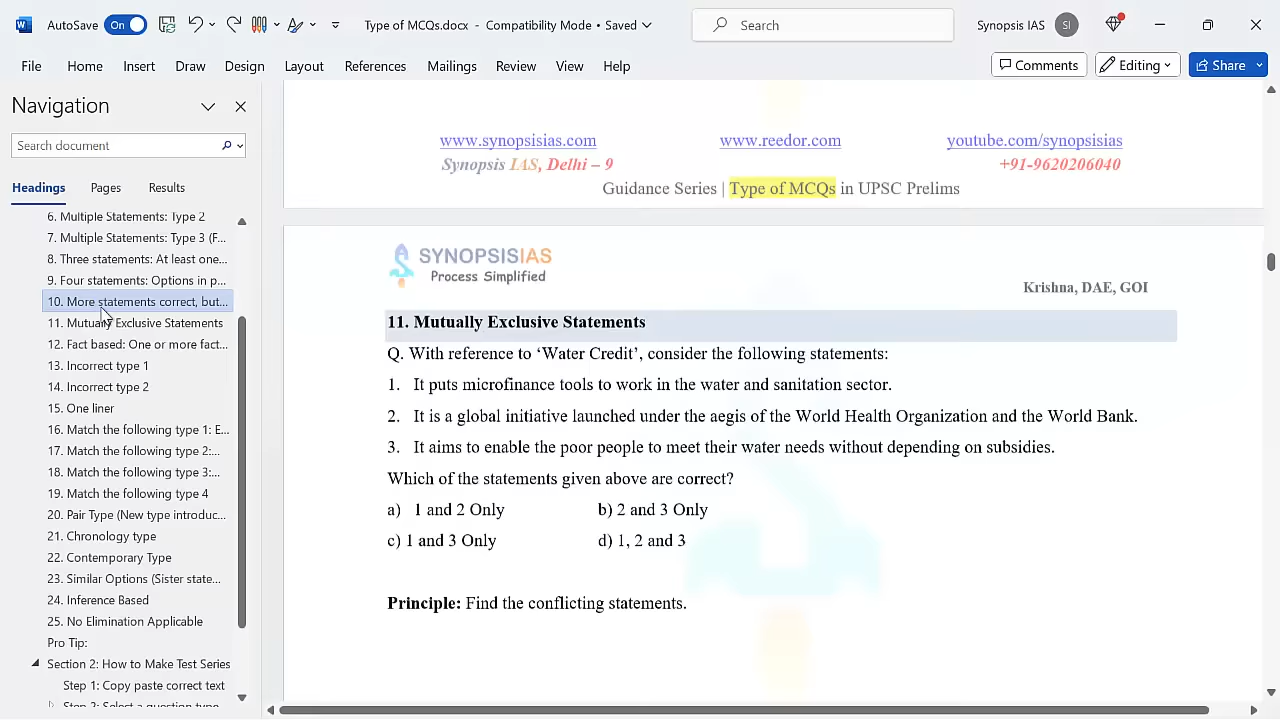 AutoSave On Type of MCQs.docx - Compatibility Mode • Saved Search Synopsis IAS SI
File Home Insert Draw Design Layout References Mailings Review View Help Comments Editing Share
Navigation
Search document
Headings Pages Results
6. Multiple Statements: Type 2
7. Multiple Statements: Type 3 (F...
8. Three statements: At least one...
9. Four statements: Options in p...
10. More statements correct, but...
11. Mutually Exclusive Statements
12. Fact based: One or more fact...
13. Incorrect type 1
14. Incorrect type 2
15. One liner
16. Match the following type 1: E...
17. Match the following type 2:...
18. Match the following type 3:...
19. Match the following type 4
20. Pair Type (New type introduc...
21. Chronology type
22. Contemporary Type
23. Similar Options (Sister state...
24. Inference Based
25. No Elimination Applicable
Pro Tip:
Section 2: How to Make Test Series
Step 1: Copy paste correct text
Step 2: Select a question type
www.synopsisias.com www.reedor.com youtube.com/synopsisias
Synopsis IAS, Delhi – 9 +91-9620206040
Guidance Series | Type of MCQs in UPSC Prelims
SYNOPSISIAS
Process Simplified
Krishna, DAE, GOI
11. Mutually Exclusive Statements
Q. With reference to ‘Water Credit’, consider the following statements:
1. It puts microfinance tools to work in the water and sanitation sector.
2. It is a global initiative launched under the aegis of the World Health Organization and the World Bank.
3. It aims to enable the poor people to meet their water needs without depending on subsidies.
Which of the statements given above are correct?
a) 1 and 2 Only b) 2 and 3 Only
c) 1 and 3 Only d) 1, 2 and 3
Principle: Find the conflicting statements.